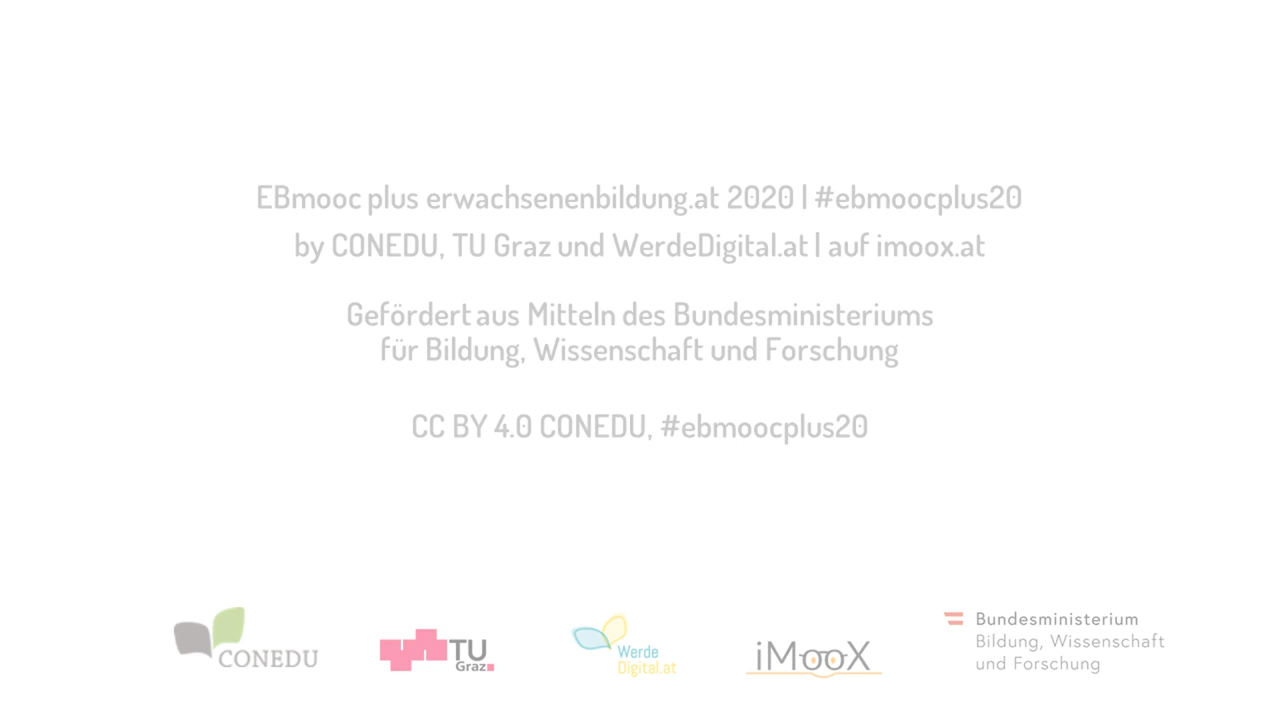 EBmooc plus erwachsenenbildung.at 2020 | #ebmoocplus20
by CONEDU, TU Graz und WerdeDigital.at | auf imoox.at
Gefördert aus Mitteln des Bundesministeriums
für Bildung, Wissenschaft und Forschung
CC BY 4.0 CONEDU, #ebmoocplus20
CONEDU
TU
Graz
Werde
Digital.at
iMooX
Bundesministerium
Bildung, Wissenschaft
und Forschung